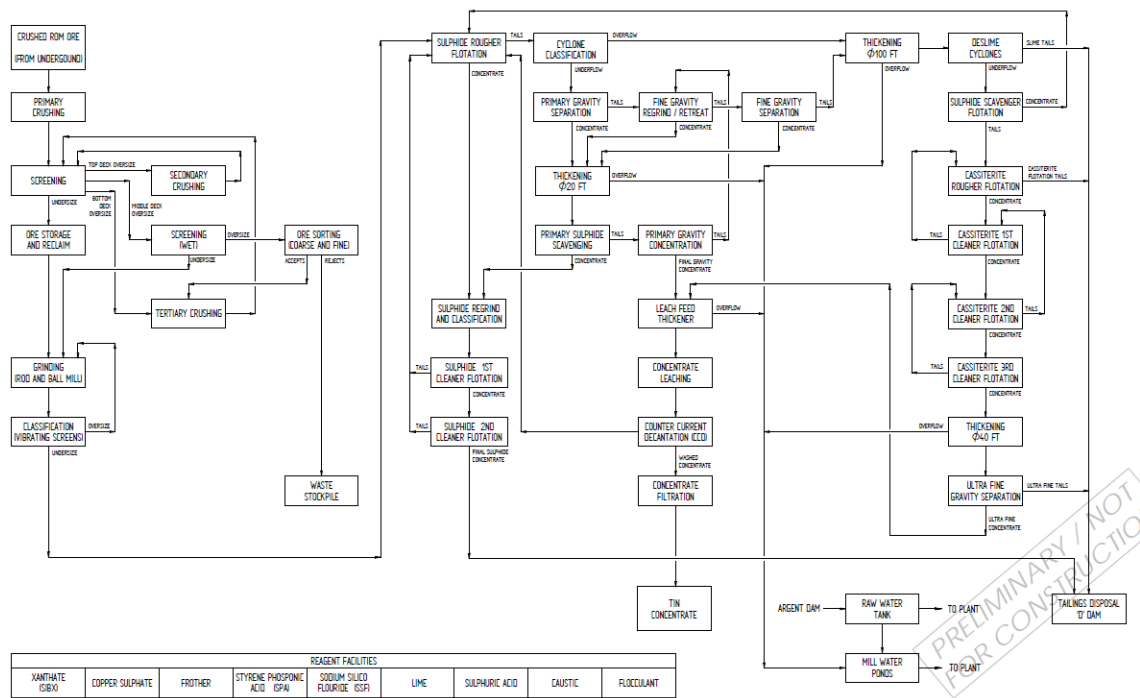 CRUSHED ROM ORE
(FROM UNDERGOUND)
PRIMARY
CRUSHING
SCREENING
TOP DECK OVERSIZE
SECONDARY
CRUSHING
UNDERSIZE
BOTTOM
DECK
OVERSIZE
MIDDLE DECK
OVERSIZE
ORE STORAGE
AND RECLAIM
SCREENING
(WET)
OVERSIZE
UNDERSIZE
ORE SORTING
(COARSE AND FINE)
ACCEPTS
REJECTS
TERTIARY CRUSHING
GRINDING
(ROD AND BALL MILL)
CLASSIFICATION
(VIBRATING SCREENS)
OVERSIZE
UNDERSIZE
WASTE
STOCKPILE
SULPHIDE ROUGHER
FLOTATION
TAILS
CONCENTRATE
CYCLONE
CLASSIFICATION
OVERFLOW
UNDERFLOW
THICKENING
Φ100 FT
OVERFLOW
DESLIME
CYCLONES
SLIME TAILS
UNDERFLOW
PRIMARY GRAVITY
SEPARATION
TAILS
CONCENTRATE
FINE GRAVITY
REGRIND / RETREAT
TAILS
CONCENTRATE
FINE GRAVITY
SEPARATION
TAILS
CONCENTRATE
SULPHIDE SCAVENGER
FLOTATION
CONCENTRATE
TAILS
THICKENING
Φ20 FT
OVERFLOW
CASSITERITE
ROUGHER FLOTATION
CASSITERITE
FLOTATION TAILS
CONCENTRATE
PRIMARY SULPHIDE
SCAVENGING
TAILS
CONCENTRATE
PRIMARY GRAVITY
CONCENTRATION
TAILS
FINAL GRAVITY
CONCENTRATE
TAILS
CASSITERITE 1ST
CLEANER FLOTATION
CONCENTRATE
SULPHIDE REGRIND
AND CLASSIFICATION
LEACH FEED
THICKENER
OVERFLOW
CASSITERITE 2ND
CLEANER FLOTATION
TAILS
CONCENTRATE
TAILS
SULPHIDE 1ST
CLEANER FLOTATION
CONCENTRATE
CONCENTRATE
LEACHING
TAILS
CASSITERITE 3RD
CLEANER FLOTATION
CONCENTRATE
TAILS
SULPHIDE 2ND
CLEANER FLOTATION
FINAL SULPHIDE
CONCENTRATE
COUNTER CURRENT
DECANTATION (CCD)
WASHED
CONCENTRATE
OVERFLOW
THICKENING
Φ40 FT
CONCENTRATE
FILTRATION
ULTRA FINE
GRAVITY SEPARATION
ULTRA FINE TAILS
ULTRA FINE
CONCENTRATE
TIN
CONCENTRATE
ARGENT DAM
RAW WATER
TANK
TO PLANT
TAILINGS DISPOSAL
'D' DAM
MILL WATER
PONDS
TO PLANT
PRELIMINARY / NOT
FOR CONSTRUCTION
REAGENT FACILITIES
XANTHATE
(SIBX)
COPPER SULPHATE
FROTHER
STYRENE PHOSPONIC
ACID (SPA)
SODIUM SILICO
FLOURIDE (SSF)
LIME
SULPHURIC ACID
CAUSTIC
FLOCCULANT